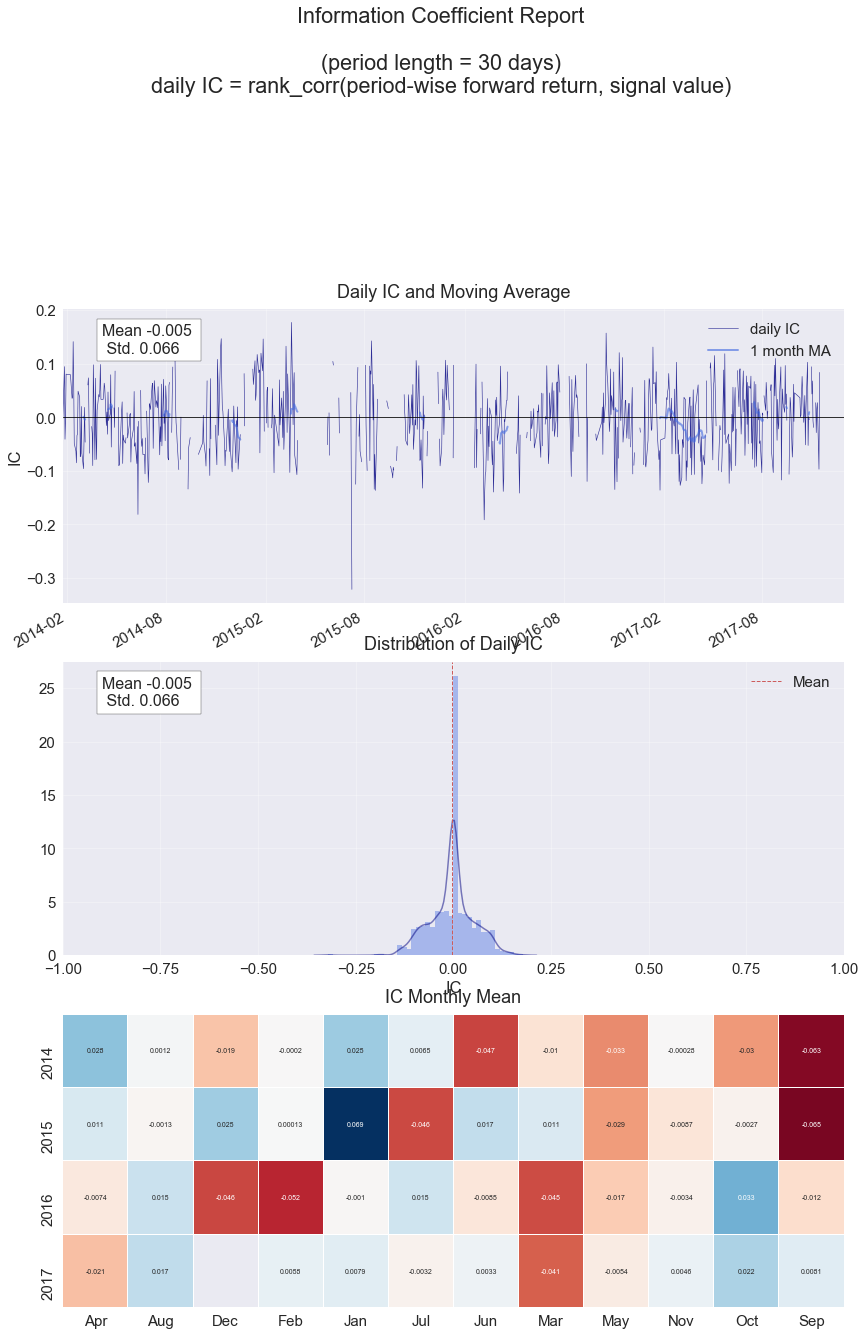 Information Coefficient Report
(period length = 30 days)
daily IC = rank_corr(period-wise forward return, signal value)
Daily IC and Moving Average
0.2
0.1
0.0
−0.1
−0.2
−0.3
IC
Mean -0.005
Std. 0.066
daily IC
1 month MA
2014-02 2014-08 2015-02 2015-08 2016-02 2016-08 2017-02 2017-08
Distribution of Daily IC
25
20
15
10
5
0
Mean -0.005
Std. 0.066
Mean
−1.00 −0.75 −0.50 −0.25 0.00 0.25 0.50 0.75 1.00
IC
IC Monthly Mean
2014 0.028 0.0012 -0.019 -0.0002 0.028 0.0065 -0.047 -0.01 -0.033 -0.00028 -0.03 -0.063
2015 0.011 -0.0013 0.025 0.00013 0.069 -0.046 0.017 0.011 -0.029 -0.0087 -0.0027 -0.065
2016 -0.0074 0.015 -0.046 -0.052 -0.001 0.015 -0.0085 -0.045 -0.017 -0.0034 0.033 -0.012
2017 -0.021 0.017 0.0058 0.0079 -0.0032 0.0033 -0.041 -0.0054 0.0046 0.022 0.0081
Apr Aug Dec Feb Jan Jul Jun Mar May Nov Oct Sep